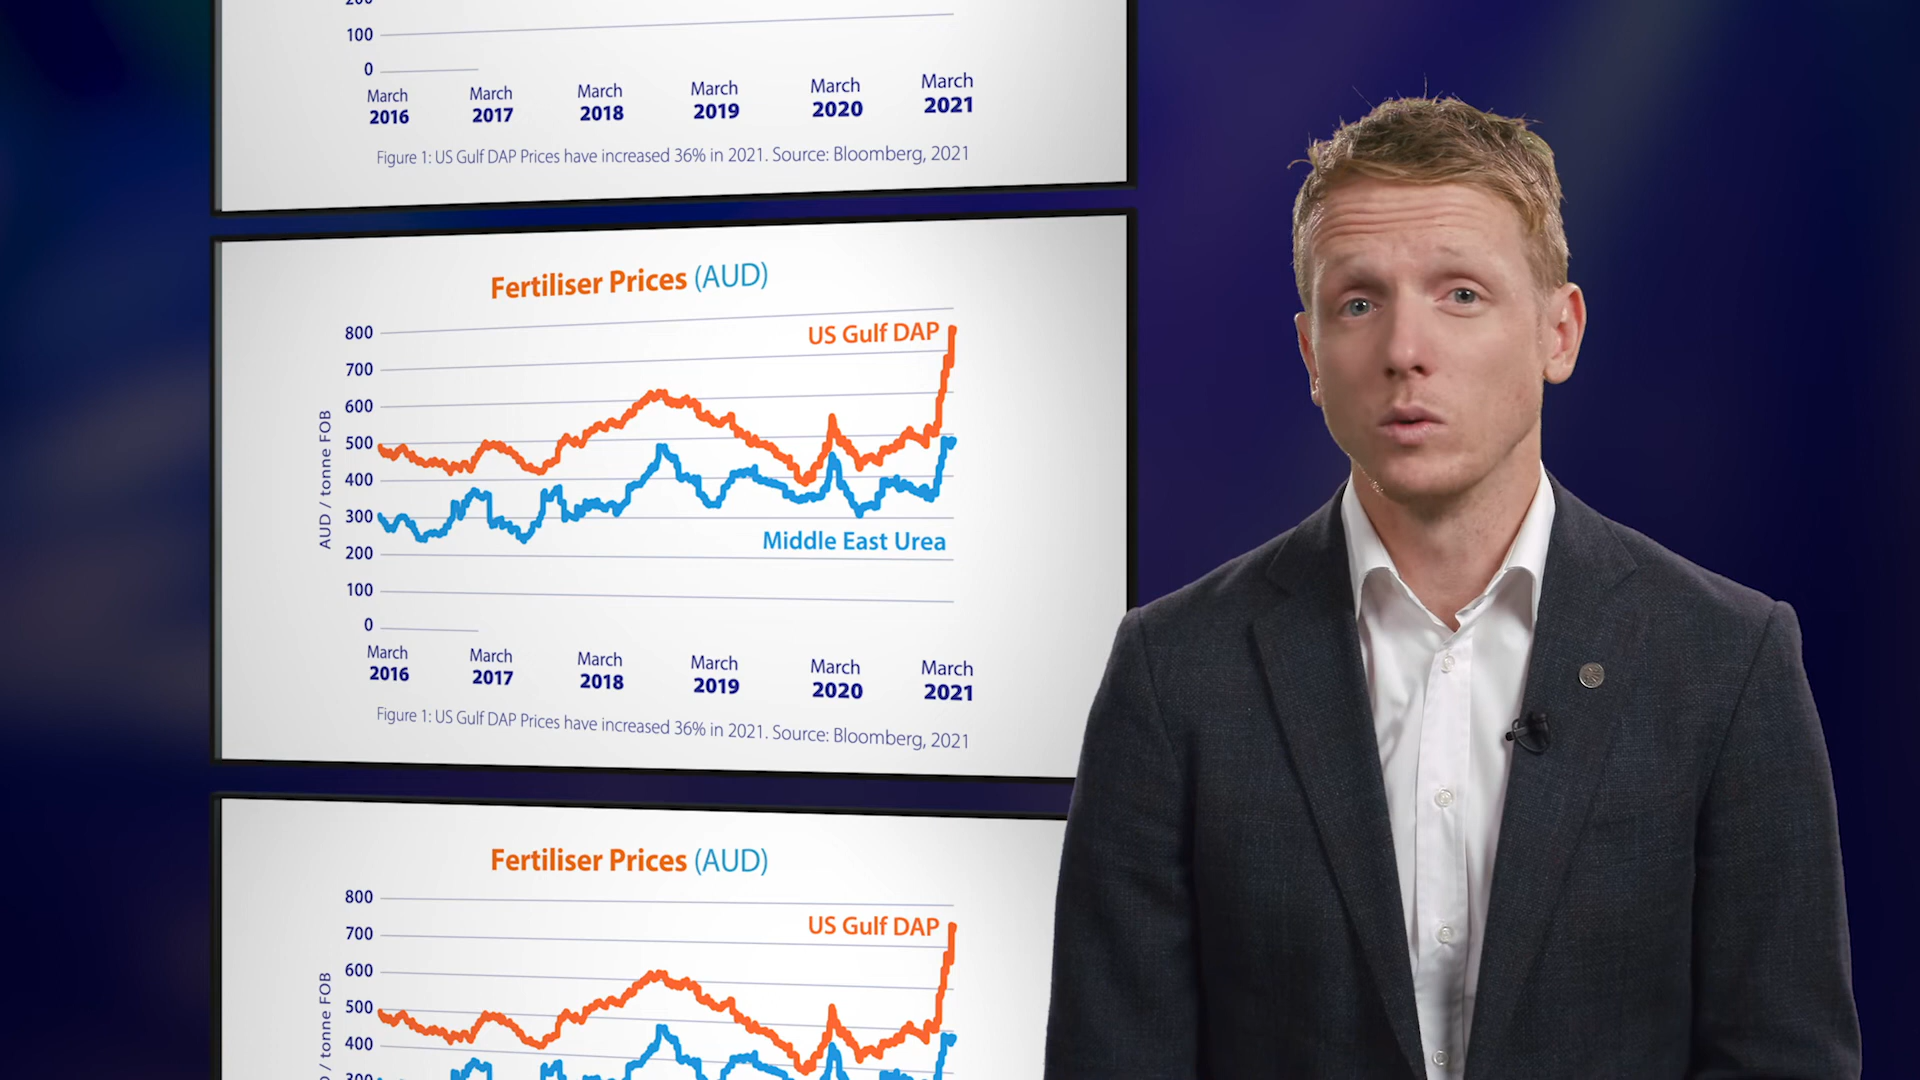 200
100
0
March March March March March March
2016 2017 2018 2019 2020 2021
Figure 1: US Gulf DAP Prices have increased 36% in 2021. Source: Bloomberg, 2021
Fertiliser Prices (AUD)
AUD / tonne FOB
800
700
600
500
400
300
200
100
0
US Gulf DAP
Middle East Urea
March March March March March March
2016 2017 2018 2019 2020 2021
Figure 1: US Gulf DAP Prices have increased 36% in 2021. Source: Bloomberg, 2021
Fertiliser Prices (AUD)
/ tonne FOB
800
700
600
500
400
300
US Gulf DAP